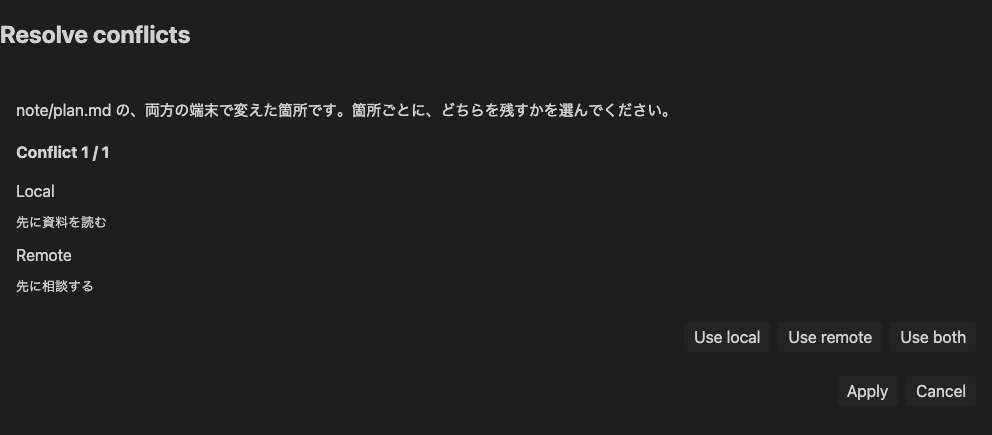 Resolve conflicts
note/plan.md の、両方の端末で変えた箇所です。箇所ごとに、どちらを残すかを選んでください。
Conflict 1 / 1
Local
先に資料を読む
Remote
先に相談する
Use local Use remote Use both
Apply Cancel